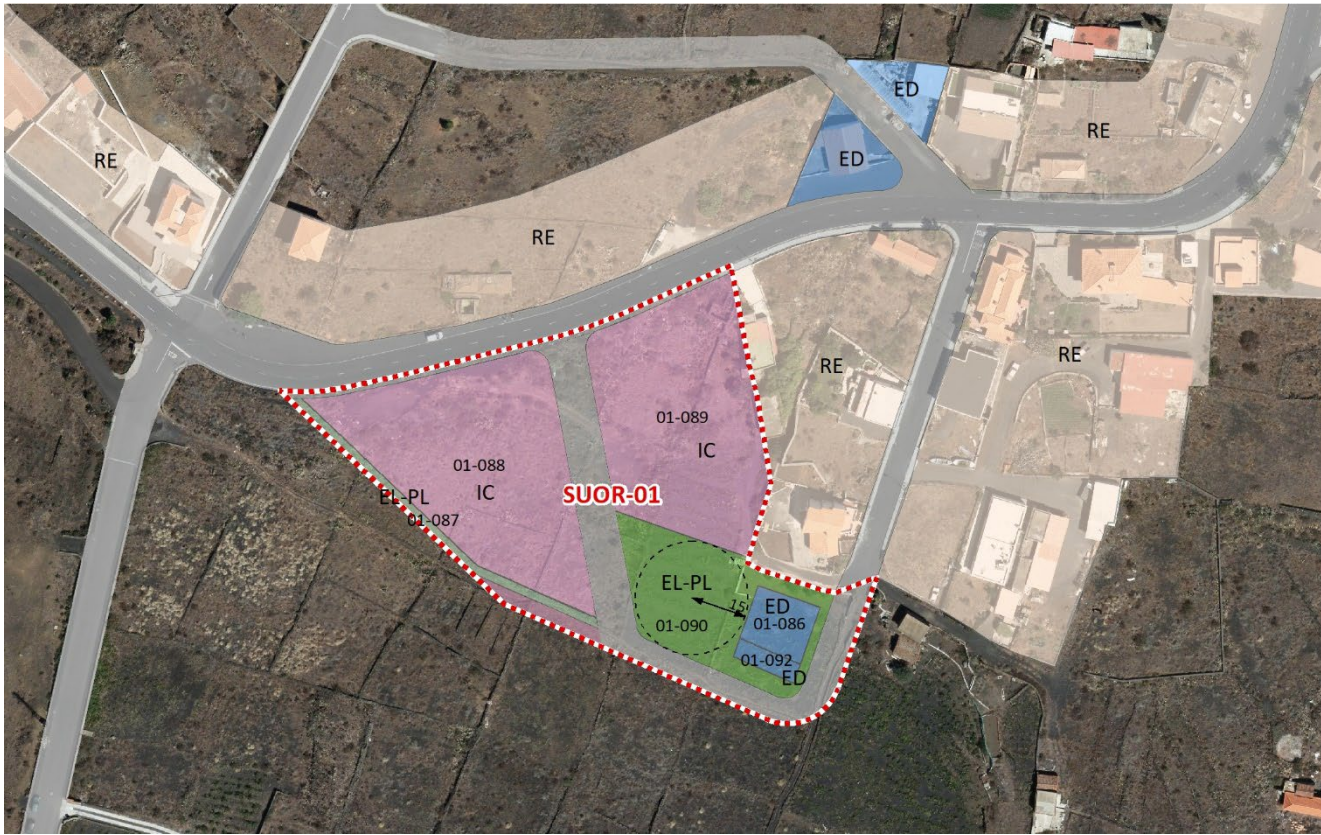 ED
RE
ED
RE
RE
01-089
IC
RE
RE
01-088
IC
SUOR-01
EL-PL
01-087
EL-PL
15
ED
01-086
01-090
01-092
ED